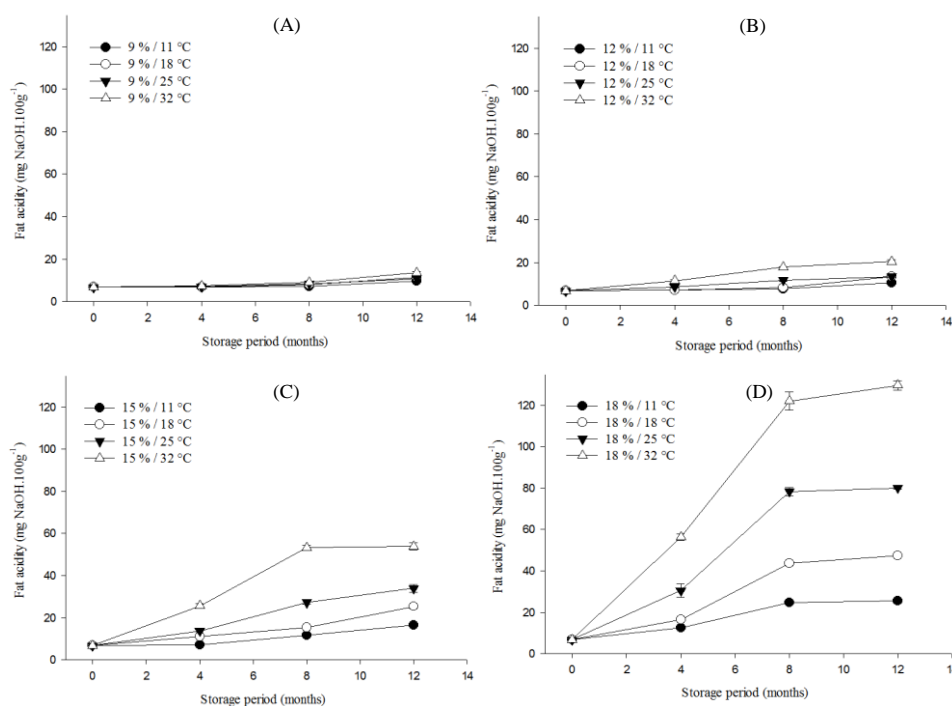 (A)
9 % / 11 °C
9 % / 18 °C
9 % / 25 °C
9 % / 32 °C
Fat acidity (mg NaOH.100g-1)
120
100
80
60
40
20
0
0 2 4 6 8 10 12 14
Storage period (months)
(B)
12 % / 11 °C
12 % / 18 °C
12 % / 25 °C
12 % / 32 °C
Fat acidity (mg NaOH.100g-1)
120
100
80
60
40
20
0
0 2 4 6 8 10 12 14
Storage period (months)
(C)
15 % / 11 °C
15 % / 18 °C
15 % / 25 °C
15 % / 32 °C
Fat acidity (mg NaOH.100g-1)
120
100
80
60
40
20
0
0 2 4 6 8 10 12 14
Storage period (months)
(D)
18 % / 11 °C
18 % / 18 °C
18 % / 25 °C
18 % / 32 °C
Fat acidity (mg NaOH.100g-1)
120
100
80
60
40
20
0
0 2 4 6 8 10 12
Storage period (months)